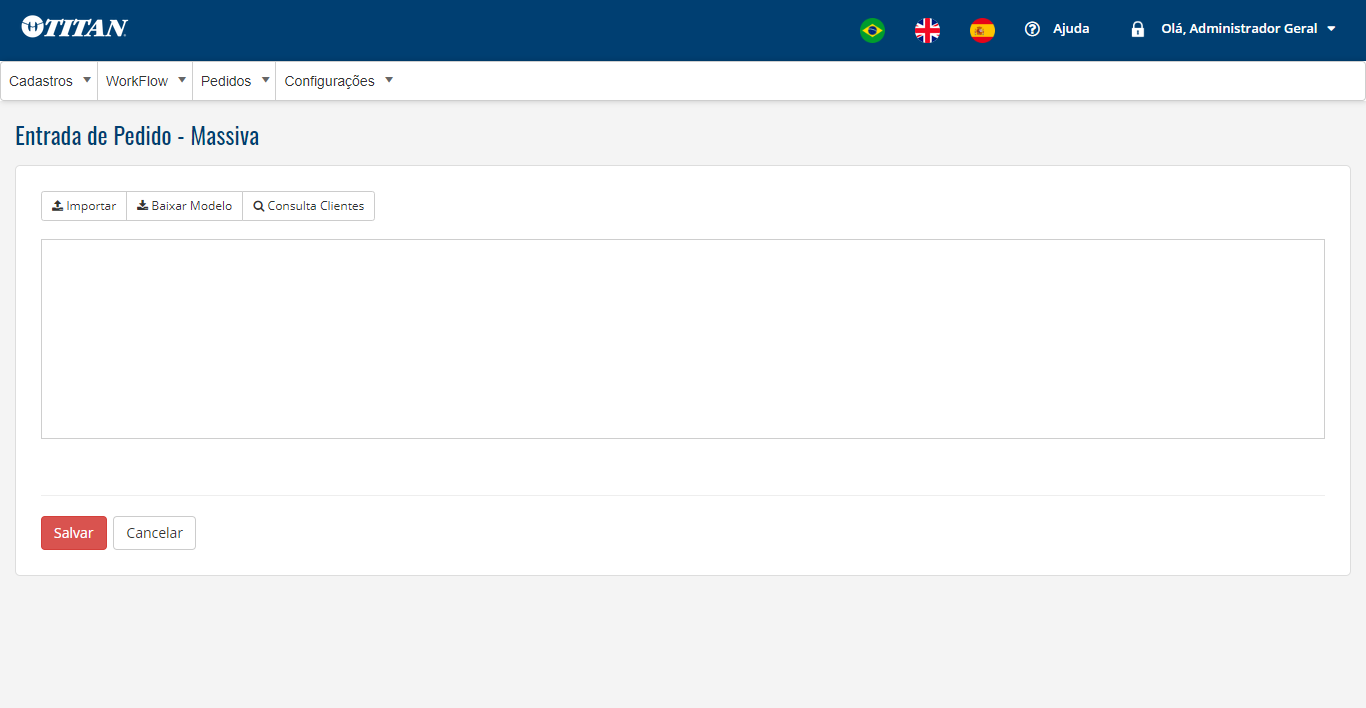 TITAN
Ajuda
Olá, Administrador Geral
Cadastros
WorkFlow
Pedidos
Configurações
Entrada de Pedido - Massiva
Importar
Baixar Modelo
Consulta Clientes
Salvar
Cancelar